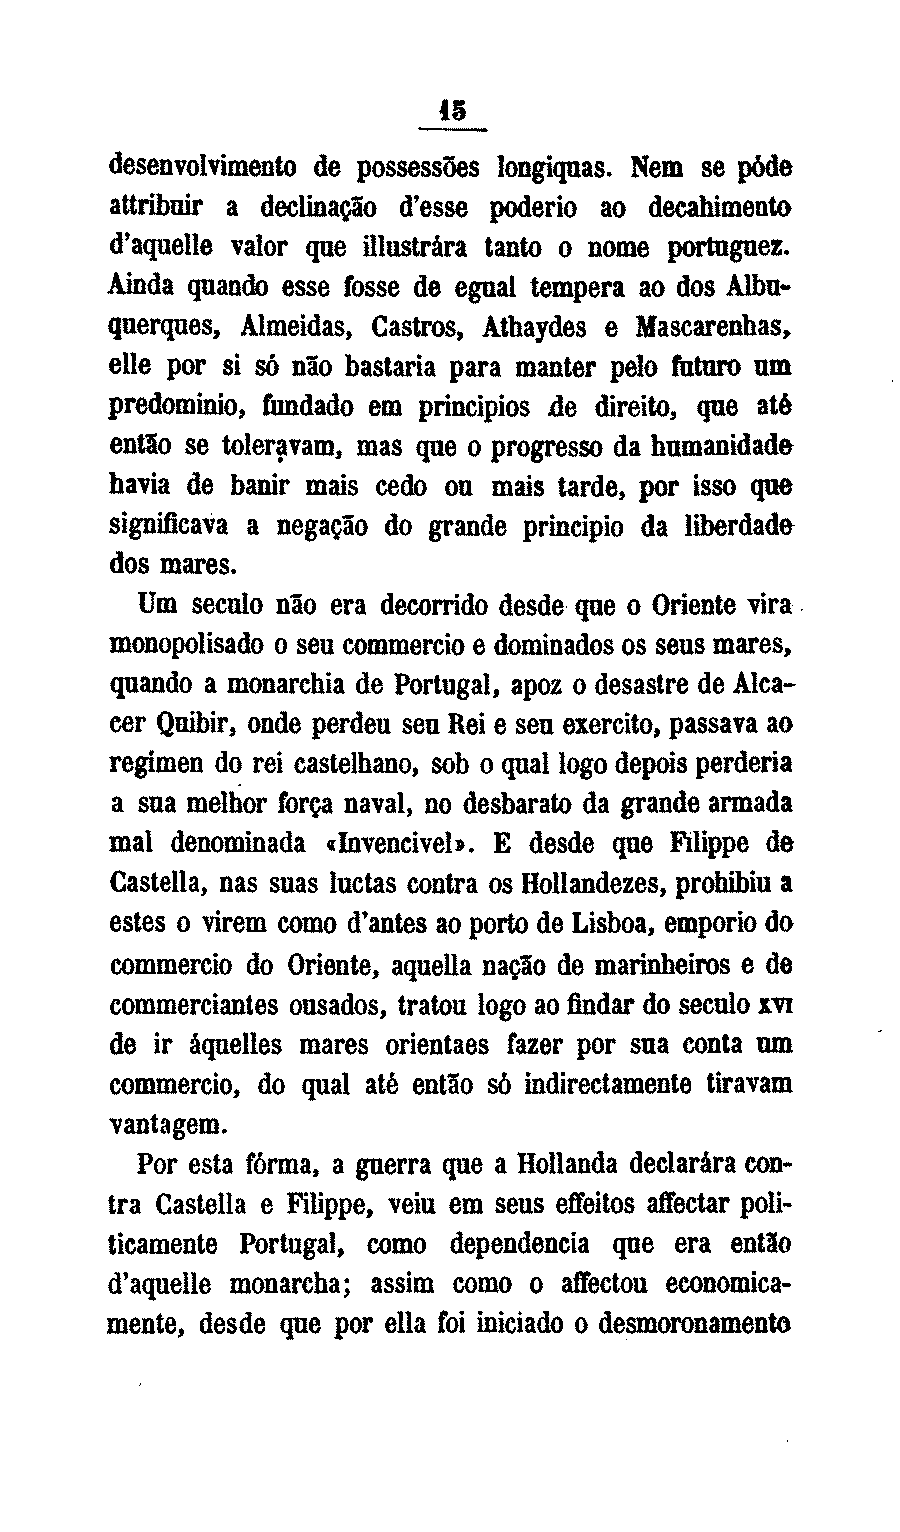 15
desenvolvimento de possessões longiquas. Nem se póde
attribuir a declinação d'esse poderio ao decahimento
d'aquelle valor que illustrára tanto o nome portuguez.
Ainda quando esse fosse de egual tempera ao dos Albu-
querques, Almeidas, Castros, Athaydes e Mascarenhas,
elle por si só não bastaria para manter pelo futuro um
predominio, fundado em principios de direito, que até
então se toleravam, mas que o progresso da humanidade
havia de banir mais cedo ou mais tarde, por isso que
significava a negação do grande principio da liberdade
dos mares.
Um seculo não era decorrido desde que o Oriente vira
monopolisado o seu commercio e dominados os seus mares,
quando a monarchia de Portugal, apoz o desastre de Alca-
cer Quibir, onde perdeu seu Rei e seu exercito, passava ao
regimen do rei castelhano, sob o qual logo depois perderia
a sua melhor força naval, no desbarato da grande armada
mal denominada «Invencivel». E desde que Filippe de
Castella, nas suas luctas contra os Hollandezes, prohibiu a
estes o virem como d'antes ao porto de Lisboa, emporio do
commercio do Oriente, aquella nação de marinheiros e de
commerciantes ousados, tratou logo ao findar do seculo XVI
de ir áquelles mares orientaes fazer por sua conta um
commercio, do qual até então só indirectamente tiravam
vantagem.
Por esta fórma, a guerra que a Hollanda declarára con-
tra Castella e Filippe, veiu em seus effeitos affectar poli-
ticamente Portugal, como dependencia que era então
d'aquelle monarcha; assim como o affectou economica-
mente, desde que por ella foi iniciado o desmoronamento